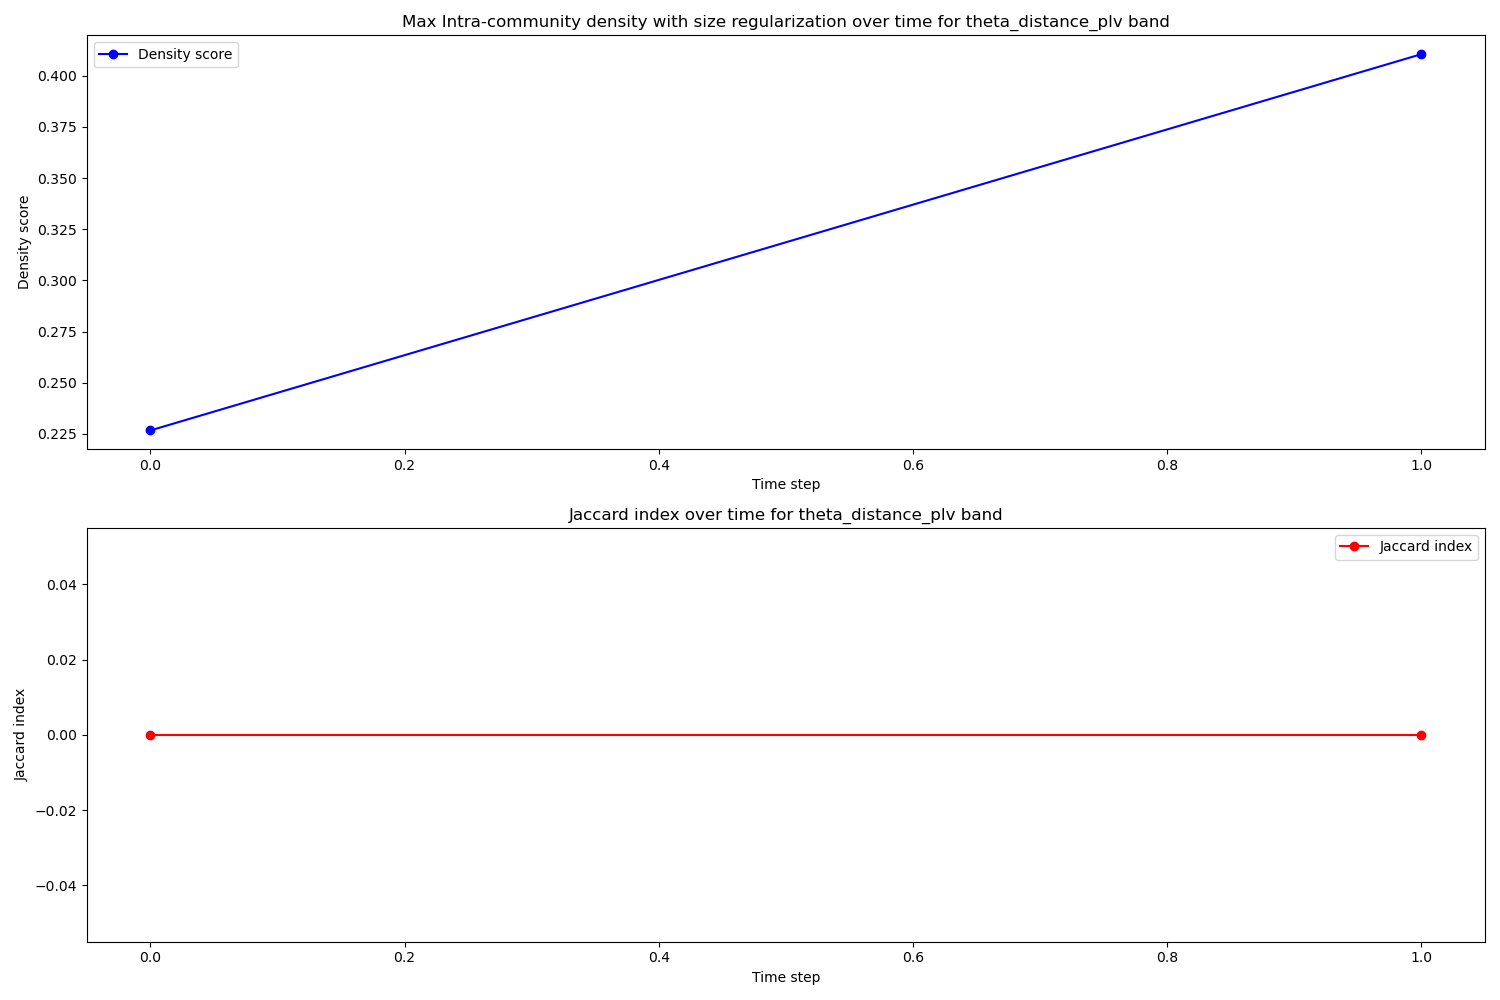 Max Intra-community density with size regularization over time for theta_distance_plv band
Density score
0.400
0.375
0.350
0.325
0.300
0.275
0.250
0.225
Density score
0.0 0.2 0.4 0.6 0.8 1.0
Time step
Jaccard index over time for theta_distance_plv band
Jaccard index
0.04
0.02
0.00
−0.02
−0.04
Jaccard index
0.0 0.2 0.4 0.6 0.8 1.0
Time step